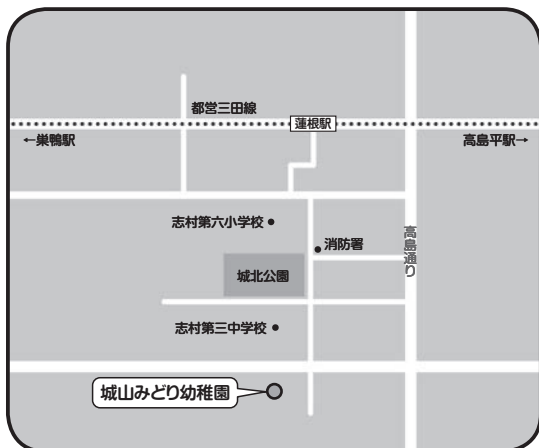 都営三田線
蓮根駅
←巣鴨駅
高島平駅→
志村第六小学校
消防署
高島通り
城北公園
志村第三中学校
城山みどり幼稚園